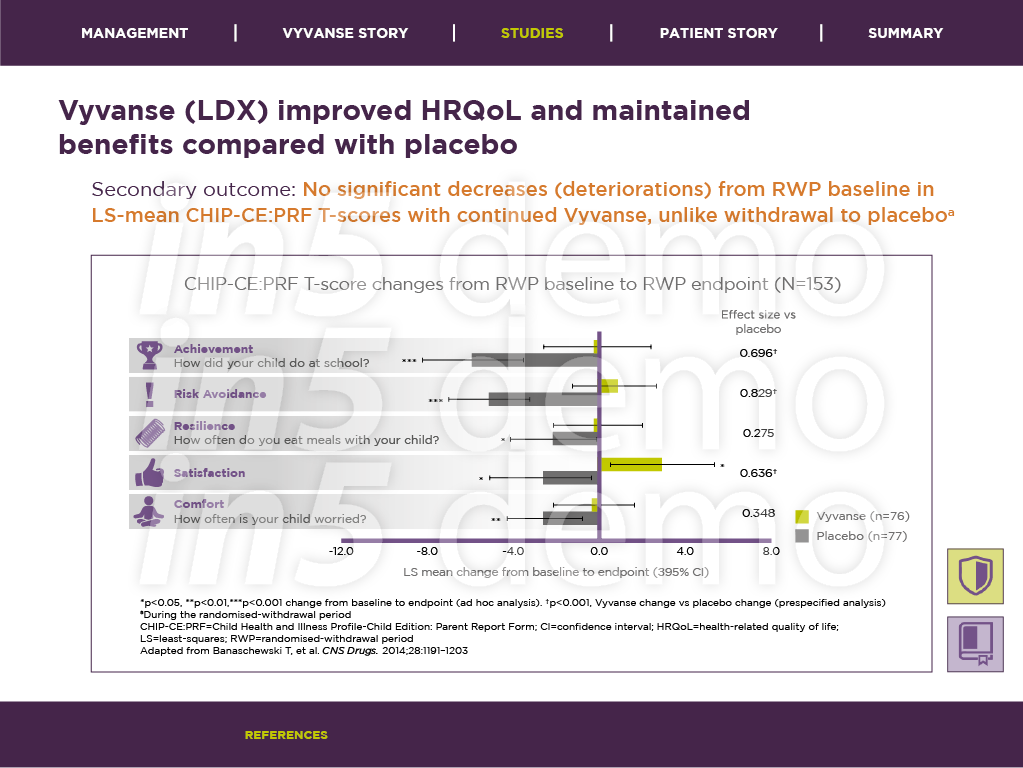 MANAGEMENT | VYVANSE STORY | STUDIES | PATIENT STORY | SUMMARY
Vyvanse (LDX) improved HRQoL and maintained
benefits compared with placebo
Secondary outcome: No significant decreases (deteriorations) from RWP baseline in
LS-mean CHIP-CE:PRF T-scores with continued Vyvanse, unlike withdrawal to placeboᵃ
in5 demo
in5 demo
in5 demo
CHIP-CE:PRF T-score changes from RWP baseline to RWP endpoint (N=153)
Effect size vs
placebo
Achievement
How did your child do at school?
***
0.696†
Risk Avoidance
***
0.829†
Resilience
How often do you eat meals with your child?
*
0.275
Satisfaction
*
*
0.636†
Comfort
How often is your child worried?
**
0.348
Vyvanse (n=76)
Placebo (n=77)
-12.0 -8.0 -4.0 0.0 4.0 8.0
LS mean change from baseline to endpoint (395% CI)
*p<0.05, **p<0.01,***p<0.001 change from baseline to endpoint (ad hoc analysis). †p<0.001, Vyvanse change vs placebo change (prespecified analysis)
ᵃDuring the randomised-withdrawal period
CHIP-CE:PRF=Child Health and Illness Profile-Child Edition: Parent Report Form; CI=confidence interval; HRQoL=health-related quality of life;
LS=least-squares; RWP=randomised-withdrawal period
Adapted from Banaschewski T, et al. CNS Drugs. 2014;28:1191–1203
REFERENCES